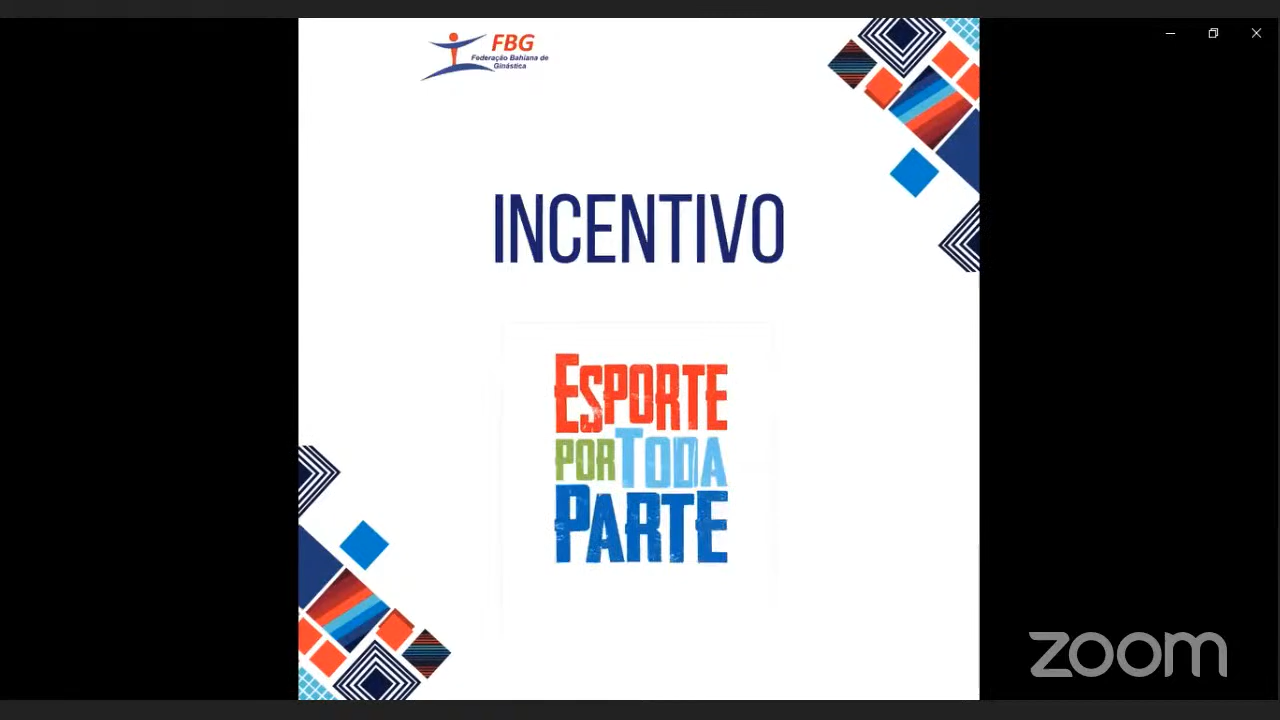 FBG
Federação Bahiana de
Ginástica
INCENTIVO
ESPORTE
POR TODA
PARTE
zoom